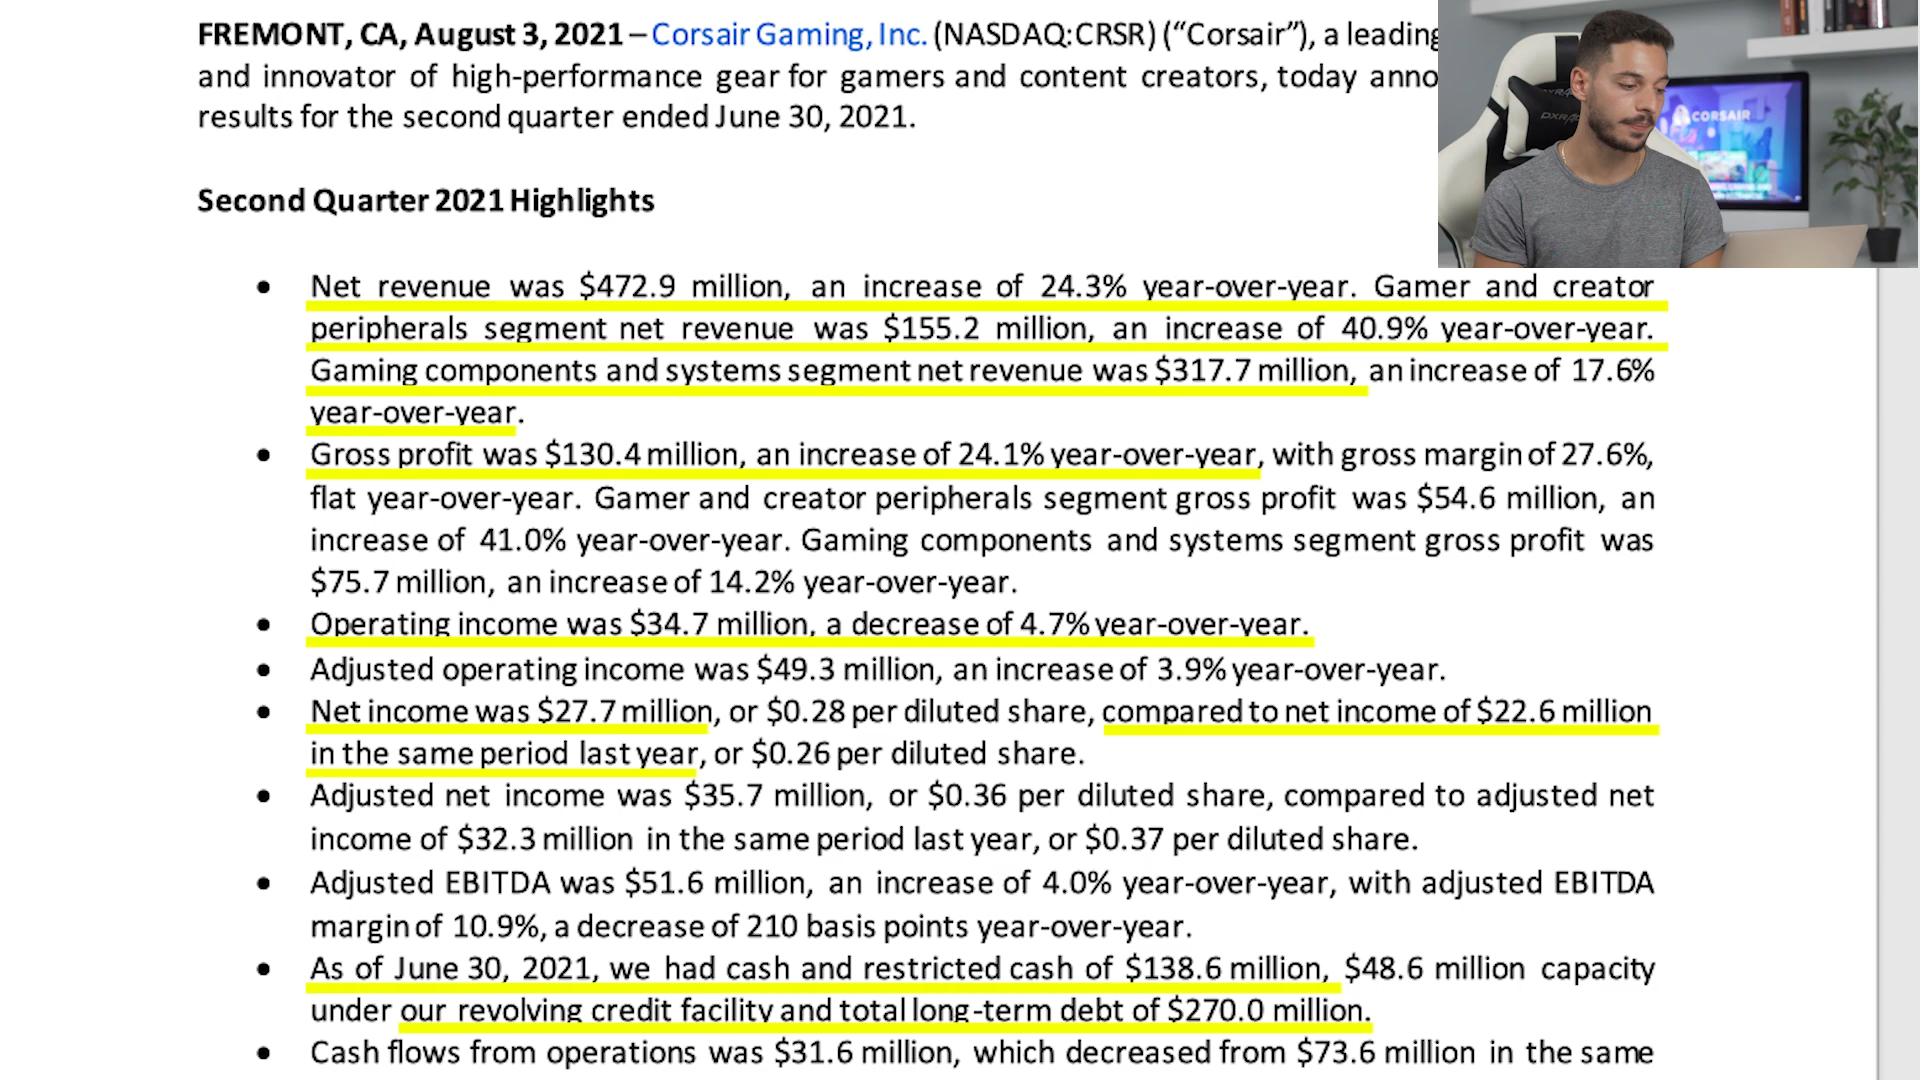 FREMONT, CA, August 3, 2021 – Corsair Gaming, Inc. (NASDAQ:CRSR) (“Corsair”), a leading
and innovator of high-performance gear for gamers and content creators, today anno
results for the second quarter ended June 30, 2021.
CORSAIR
Second Quarter 2021 Highlights
• Net revenue was $472.9 million, an increase of 24.3% year-over-year. Gamer and creator
peripherals segment net revenue was $155.2 million, an increase of 40.9% year-over-year.
Gaming components and systems segment net revenue was $317.7 million, an increase of 17.6%
year-over-year.
• Gross profit was $130.4 million, an increase of 24.1% year-over-year, with gross margin of 27.6%,
flat year-over-year. Gamer and creator peripherals segment gross profit was $54.6 million, an
increase of 41.0% year-over-year. Gaming components and systems segment gross profit was
$75.7 million, an increase of 14.2% year-over-year.
• Operating income was $34.7 million, a decrease of 4.7% year-over-year.
• Adjusted operating income was $49.3 million, an increase of 3.9% year-over-year.
• Net income was $27.7 million, or $0.28 per diluted share, compared to net income of $22.6 million
in the same period last year, or $0.26 per diluted share.
• Adjusted net income was $35.7 million, or $0.36 per diluted share, compared to adjusted net
income of $32.3 million in the same period last year, or $0.37 per diluted share.
• Adjusted EBITDA was $51.6 million, an increase of 4.0% year-over-year, with adjusted EBITDA
margin of 10.9%, a decrease of 210 basis points year-over-year.
• As of June 30, 2021, we had cash and restricted cash of $138.6 million, $48.6 million capacity
under our revolving credit facility and total long-term debt of $270.0 million.
• Cash flows from operations was $31.6 million, which decreased from $73.6 million in the same